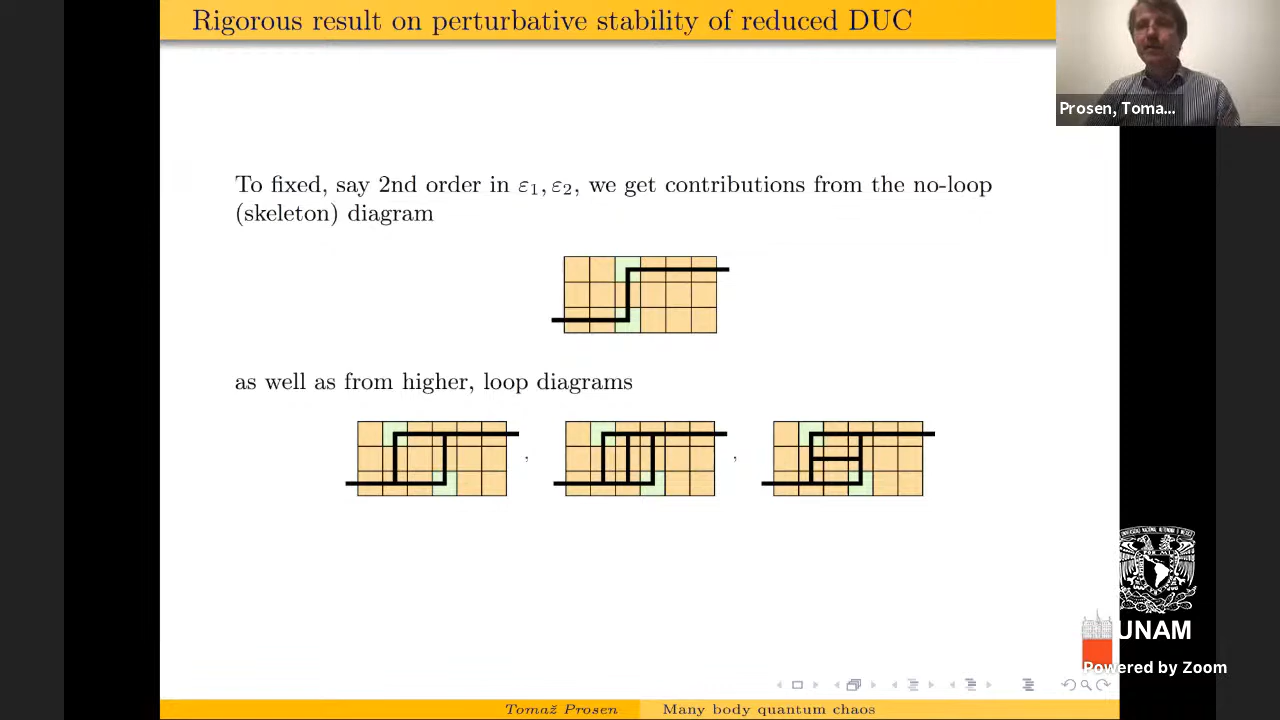 Rigorous result on perturbative stability of reduced DUC
Prosen, Toma...
To fixed, say 2nd order in ε₁, ε₂, we get contributions from the no-loop
(skeleton) diagram
as well as from higher, loop diagrams
, ,
UNAM
Powered by Zoom
Tomaž Prosen Many body quantum chaos